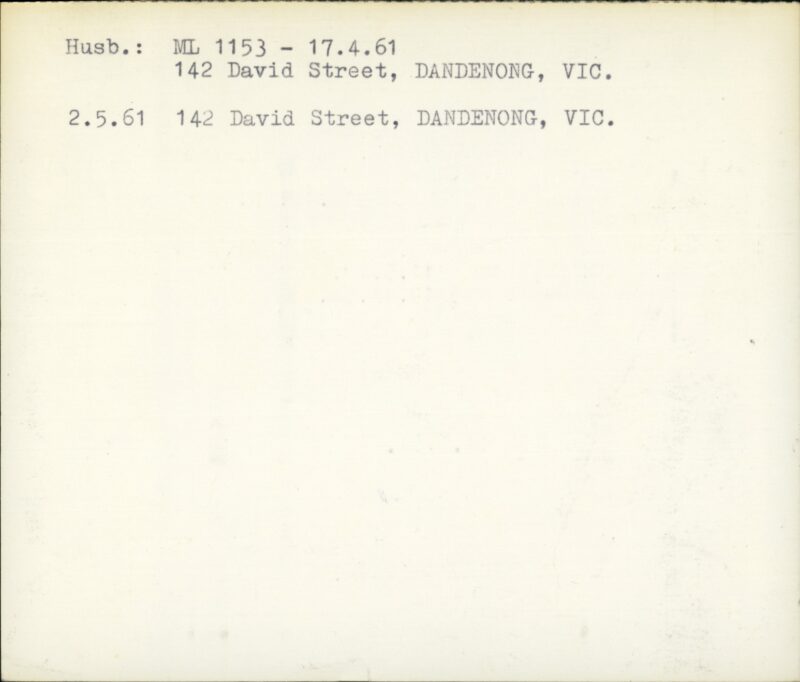 Husb.: ML 1153 - 17.4.61
142 David Street, DANDENONG, VIC.
2.5.61 142 David Street, DANDENONG, VIC.